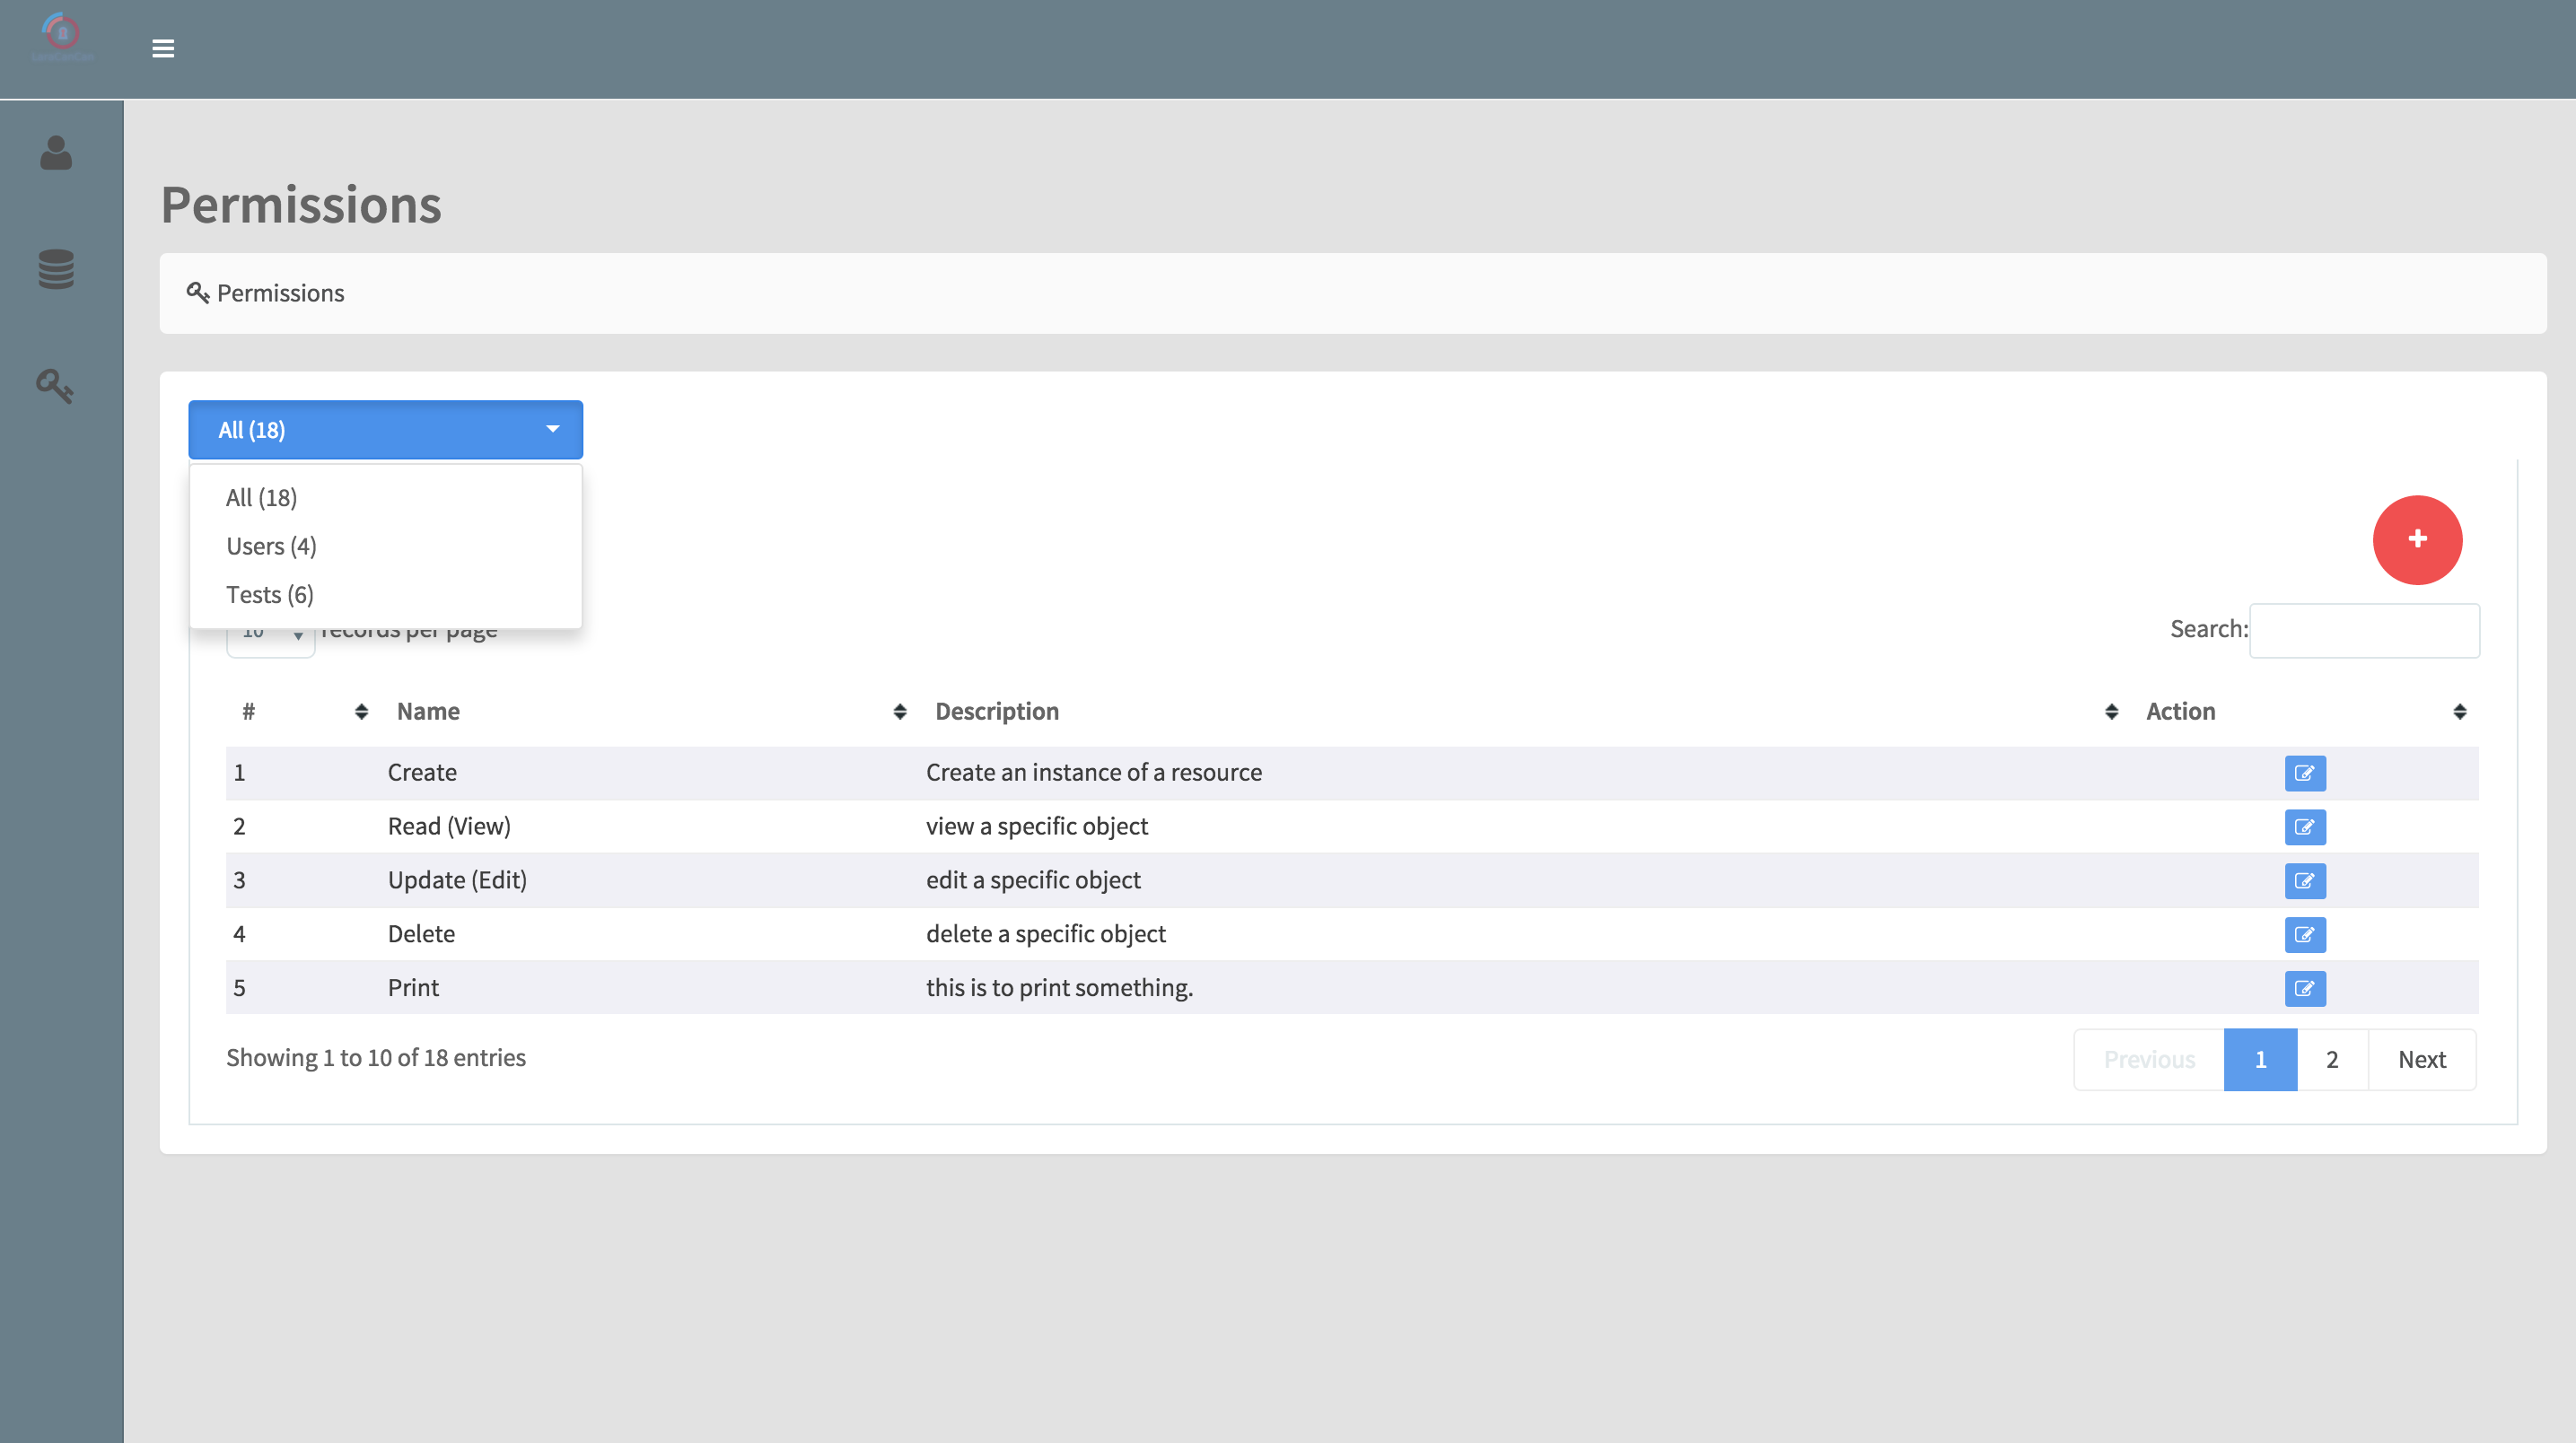 Permissions
Permissions
All (18)
All (18)
Users (4)
Tests (6)
10 records per page
Search:
# Name Description Action
1 Create Create an instance of a resource
2 Read (View) view a specific object
3 Update (Edit) edit a specific object
4 Delete delete a specific object
5 Print this is to print something.
Showing 1 to 10 of 18 entries
Previous 1 2 Next